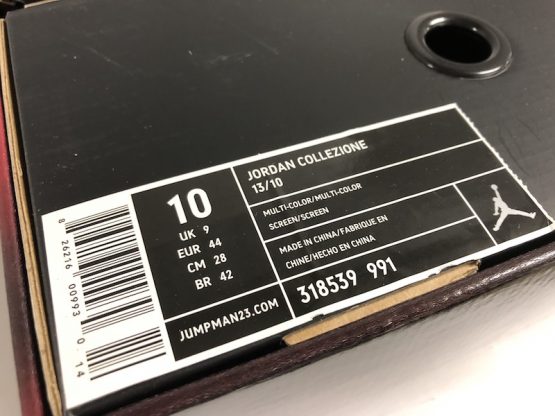 8 26216 00993 0 14
10
UK 9
EUR 44
CM 28
BR 42
JUMPMAN23.COM
JORDAN COLLEZIONE
13/10
MULTI-COLOR/MULTI-COLOR
SCREEN/SCREEN
MADE IN CHINA/FABRIQUE EN
CHINE/HECHO EN CHINA
318539 991